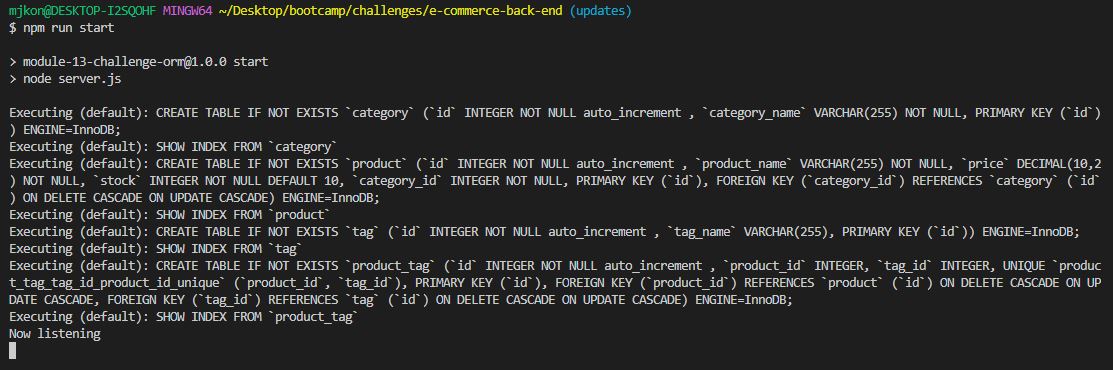 mjkon@DESKTOP-I2SQOHF MINGW64 ~/Desktop/bootcamp/challenges/e-commerce-back-end (updates)
$ npm run start
> module-13-challenge-orm@1.0.0 start
> node server.js
Executing (default): CREATE TABLE IF NOT EXISTS `category` (`id` INTEGER NOT NULL auto_increment , `category_name` VARCHAR(255) NOT NULL, PRIMARY KEY (`id`)
) ENGINE=InnoDB;
Executing (default): SHOW INDEX FROM `category`
Executing (default): CREATE TABLE IF NOT EXISTS `product` (`id` INTEGER NOT NULL auto_increment , `product_name` VARCHAR(255) NOT NULL, `price` DECIMAL(10,2
) NOT NULL, `stock` INTEGER NOT NULL DEFAULT 10, `category_id` INTEGER NOT NULL, PRIMARY KEY (`id`), FOREIGN KEY (`category_id`) REFERENCES `category` (`id`
) ON DELETE CASCADE ON UPDATE CASCADE) ENGINE=InnoDB;
Executing (default): SHOW INDEX FROM `product`
Executing (default): CREATE TABLE IF NOT EXISTS `tag` (`id` INTEGER NOT NULL auto_increment , `tag_name` VARCHAR(255), PRIMARY KEY (`id`)) ENGINE=InnoDB;
Executing (default): SHOW INDEX FROM `tag`
Executing (default): CREATE TABLE IF NOT EXISTS `product_tag` (`id` INTEGER NOT NULL auto_increment , `product_id` INTEGER, `tag_id` INTEGER, UNIQUE `produc
t_tag_tag_id_product_id_unique` (`product_id`, `tag_id`), PRIMARY KEY (`id`), FOREIGN KEY (`product_id`) REFERENCES `product` (`id`) ON DELETE CASCADE ON UP
DATE CASCADE, FOREIGN KEY (`tag_id`) REFERENCES `tag` (`id`) ON DELETE CASCADE ON UPDATE CASCADE) ENGINE=InnoDB;
Executing (default): SHOW INDEX FROM `product_tag`
Now listening